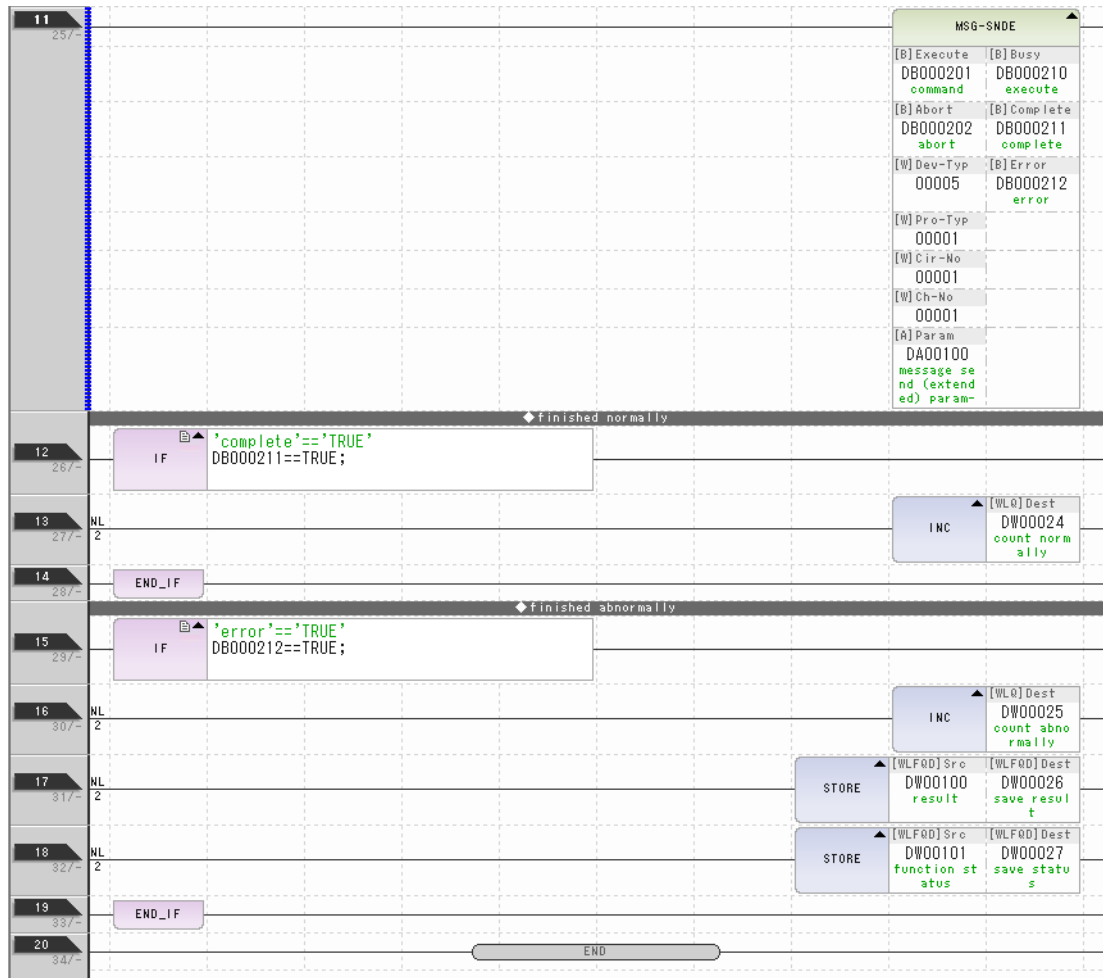 11
25/-
MSG-SNDE
[B]Execute [B]Busy
DB000201 DB000210
command execute
[B]Abort [B]Complete
DB000202 DB000211
abort complete
[W]Dev-Typ [B]Error
00005 DB000212
error
[W]Pro-Typ
00001
[W]Cir-No
00001
[W]Ch-No
00001
[A]Param
DA00100
message se
nd (extend
ed) param-
◆finished normally
12
26/-
IF
'complete'=='TRUE'
DB000211==TRUE;
13
27/-
NL
2
INC
[WLQ]Dest
DW00024
count norm
ally
14
28/-
END_IF
◆finished abnormally
15
29/-
IF
'error'=='TRUE'
DB000212==TRUE;
16
30/-
NL
2
INC
[WLQ]Dest
DW00025
count abno
rmally
17
31/-
NL
2
STORE
[WLFQD]Src [WLFQD]Dest
DW00100 DW00026
result save resul
t
18
32/-
NL
2
STORE
[WLFQD]Src [WLFQD]Dest
DW00101 DW00027
function st save statu
atus s
19
33/-
END_IF
20
34/-
END